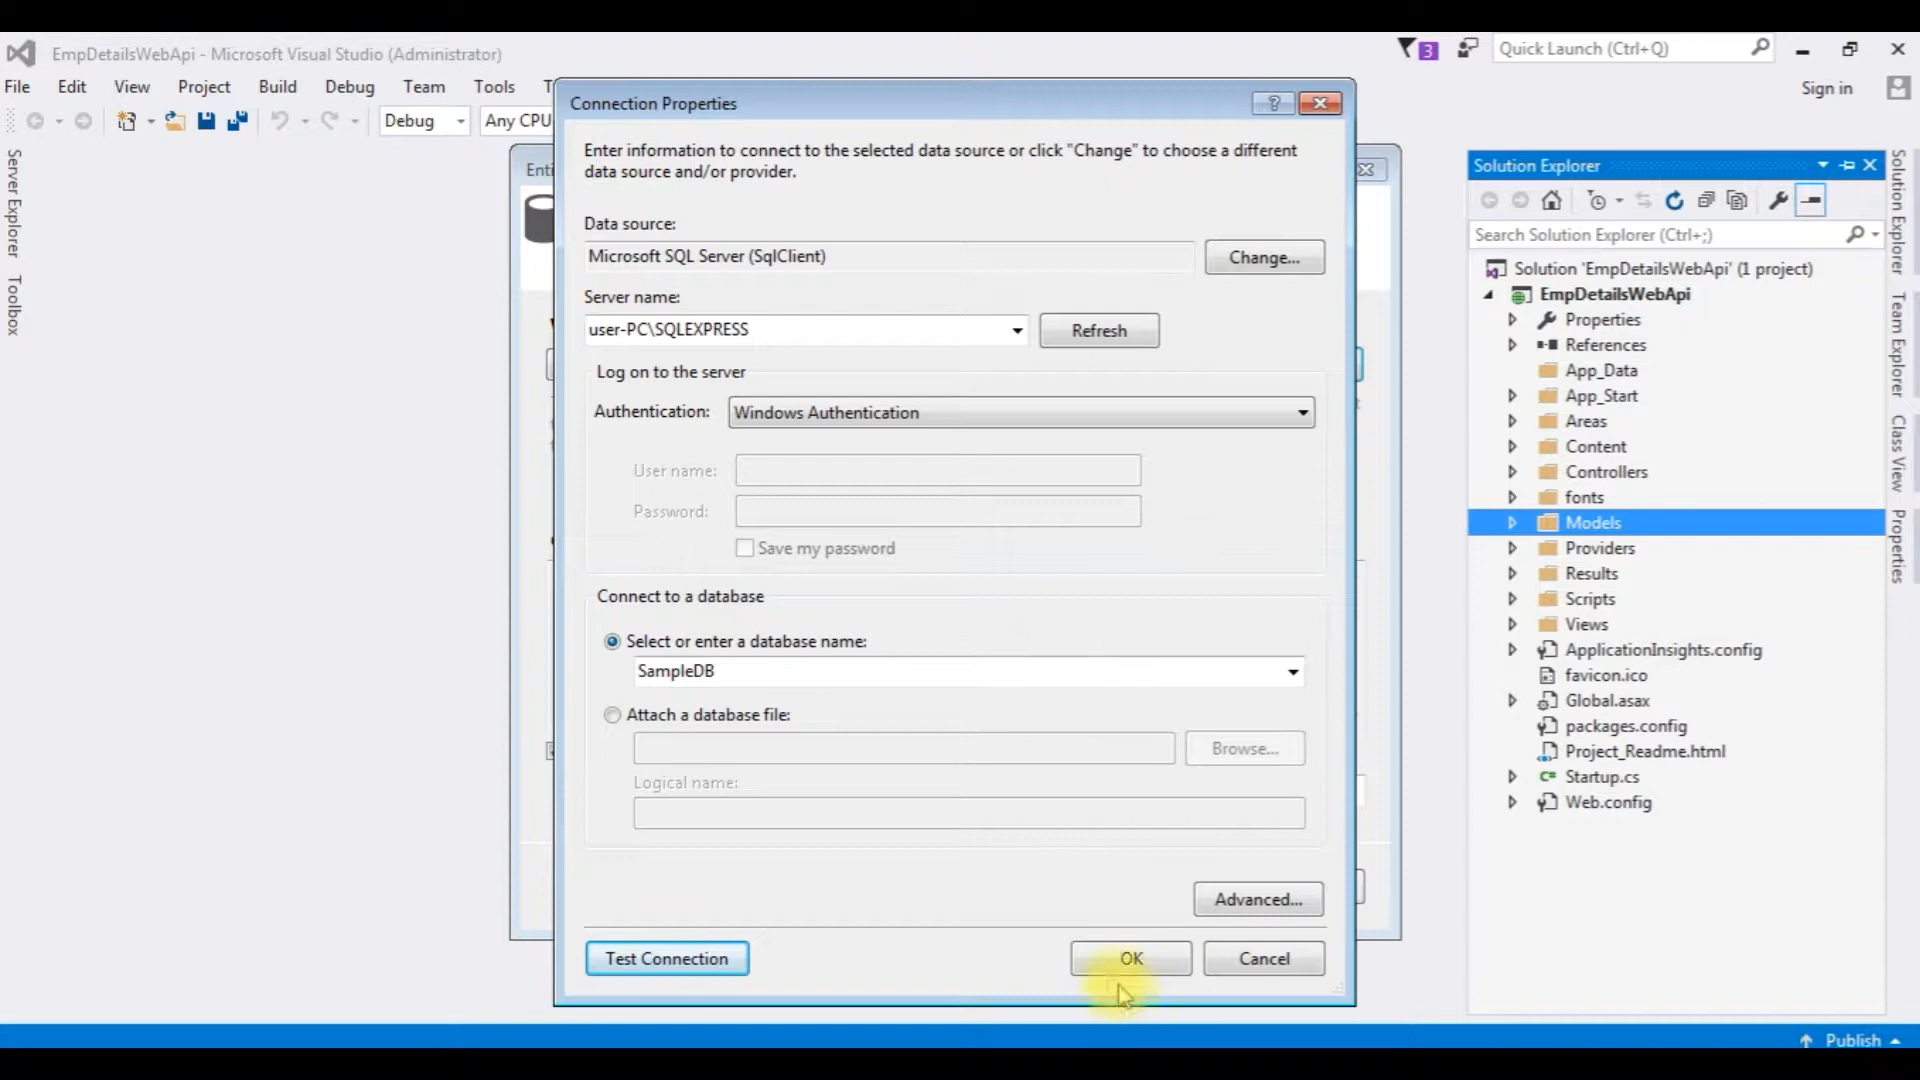 EmpDetailsWebApi - Microsoft Visual Studio (Administrator)
3
Quick Launch (Ctrl+Q)
File Edit View Project Build Debug Team Tools T
Sign in
Debug
Any CPU
Server Explorer
Toolbox
Enti
Connection Properties
Enter information to connect to the selected data source or click "Change" to choose a different
data source and/or provider.
Data source:
Microsoft SQL Server (SqlClient)
Change...
Server name:
user-PC\SQLEXPRESS
Refresh
Log on to the server
Authentication:
Windows Authentication
User name:
Password:
Save my password
Connect to a database
Select or enter a database name:
SampleDB
Attach a database file:
Browse...
Logical name:
Advanced...
Test Connection
OK
Cancel
Solution Explorer
Search Solution Explorer (Ctrl+;)
Solution 'EmpDetailsWebApi' (1 project)
EmpDetailsWebApi
Properties
References
App_Data
App_Start
Areas
Content
Controllers
fonts
Models
Providers
Results
Scripts
Views
ApplicationInsights.config
favicon.ico
Global.asax
packages.config
Project_Readme.html
Startup.cs
Web.config
Solution Explorer
Team Explorer
Class View
Properties
Publish